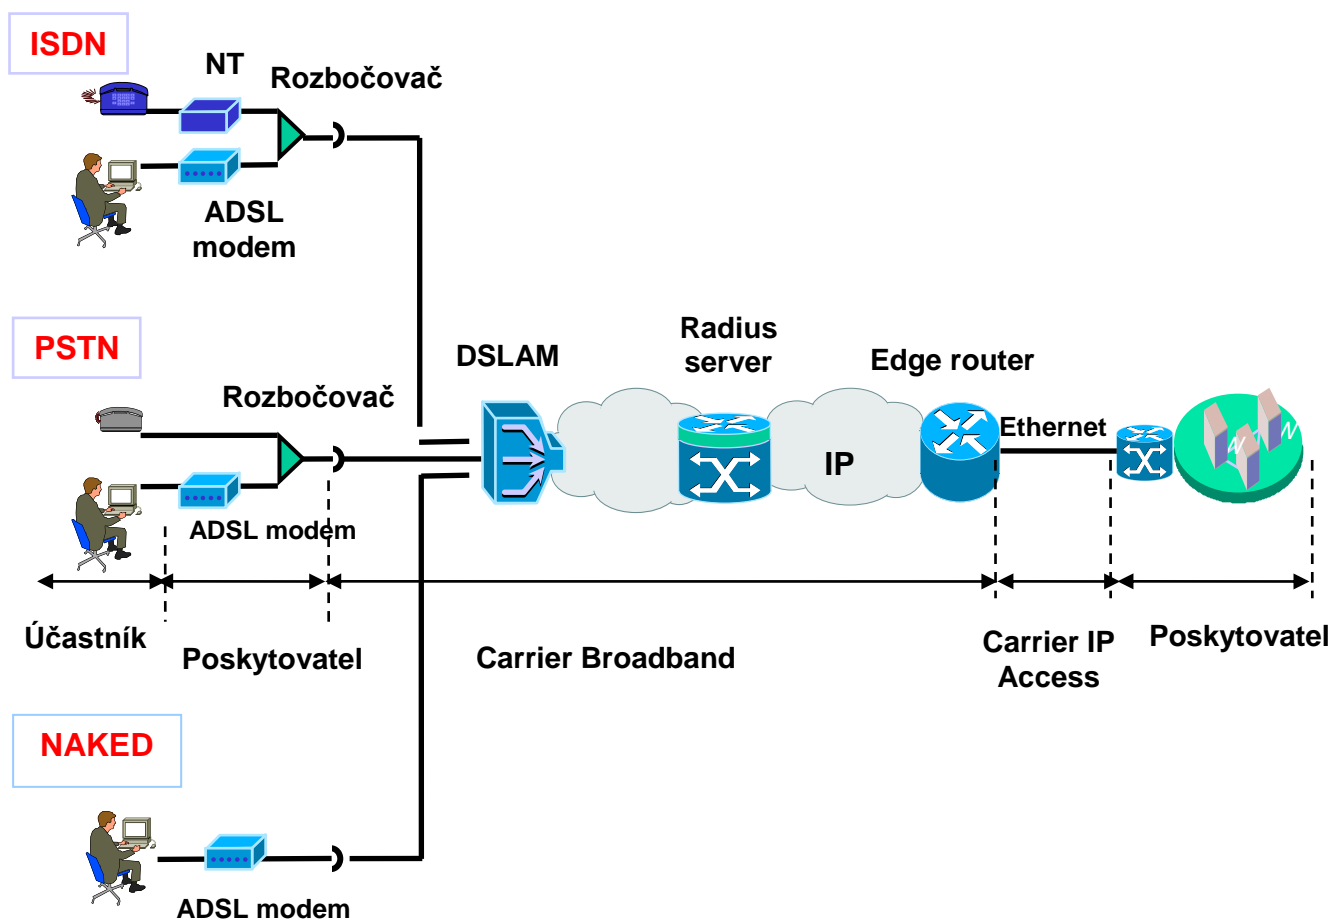 ISDN
NT
Rozbočovač
ADSL
modem
PSTN
Rozbočovač
DSLAM
Radius
server
Edge router
IP
Ethernet
ADSL modem
Účastník
Poskytovatel
Carrier Broadband
Carrier IP
Access
Poskytovatel
NAKED
ADSL modem